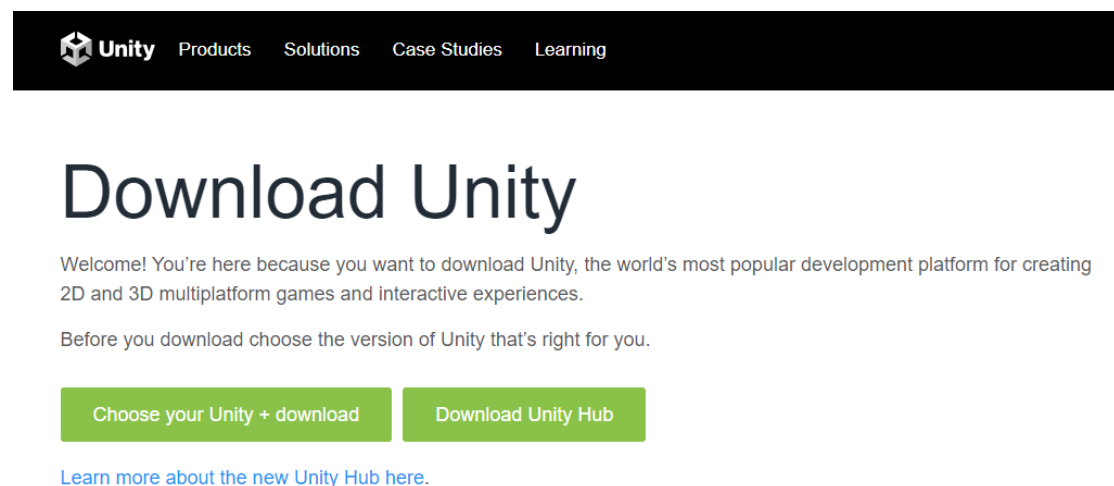 Unity Products Solutions Case Studies Learning
Download Unity
Welcome! You’re here because you want to download Unity, the world’s most popular development platform for creating
2D and 3D multiplatform games and interactive experiences.
Before you download choose the version of Unity that’s right for you.
Choose your Unity + download Download Unity Hub
Learn more about the new Unity Hub here.